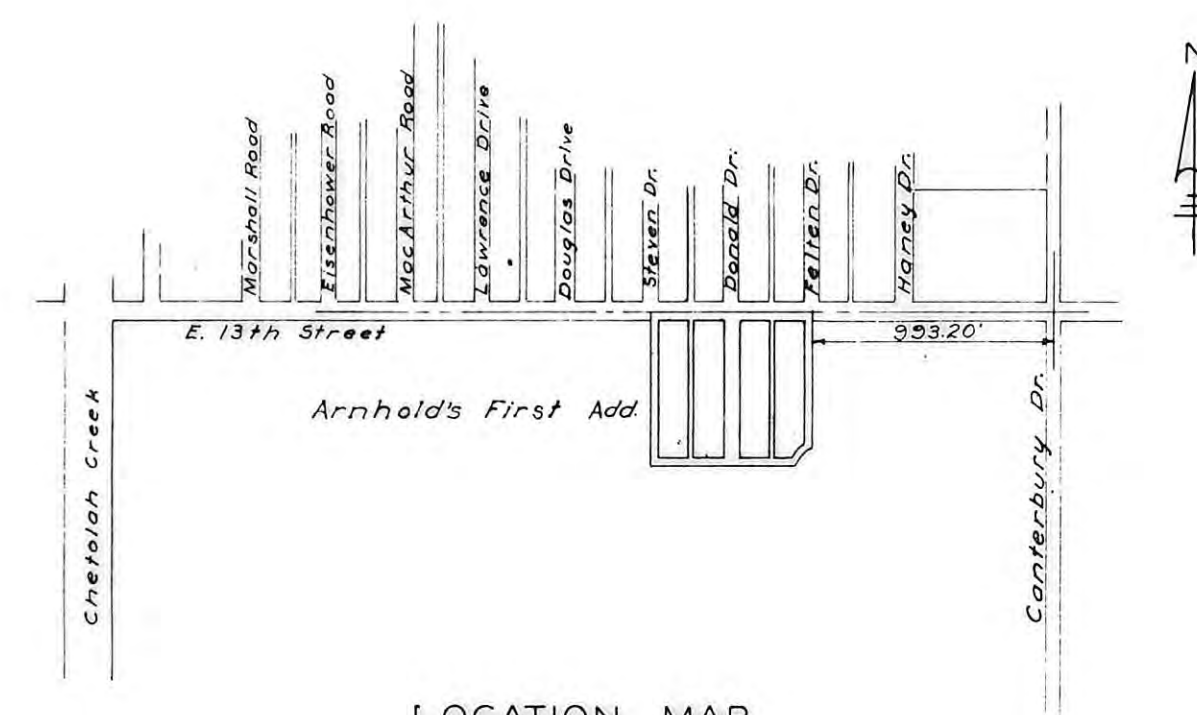 Marshall Road
Eisenhower Road
MacArthur Road
Lawrence Drive
Douglas Drive
Steven Dr.
Donald Dr.
Felten Dr.
Haney Dr.
N
E. 13th Street
993.20'
Arnhold's First Add.
Chetolah Creek
Canterbury Dr.
LOCATION MAP